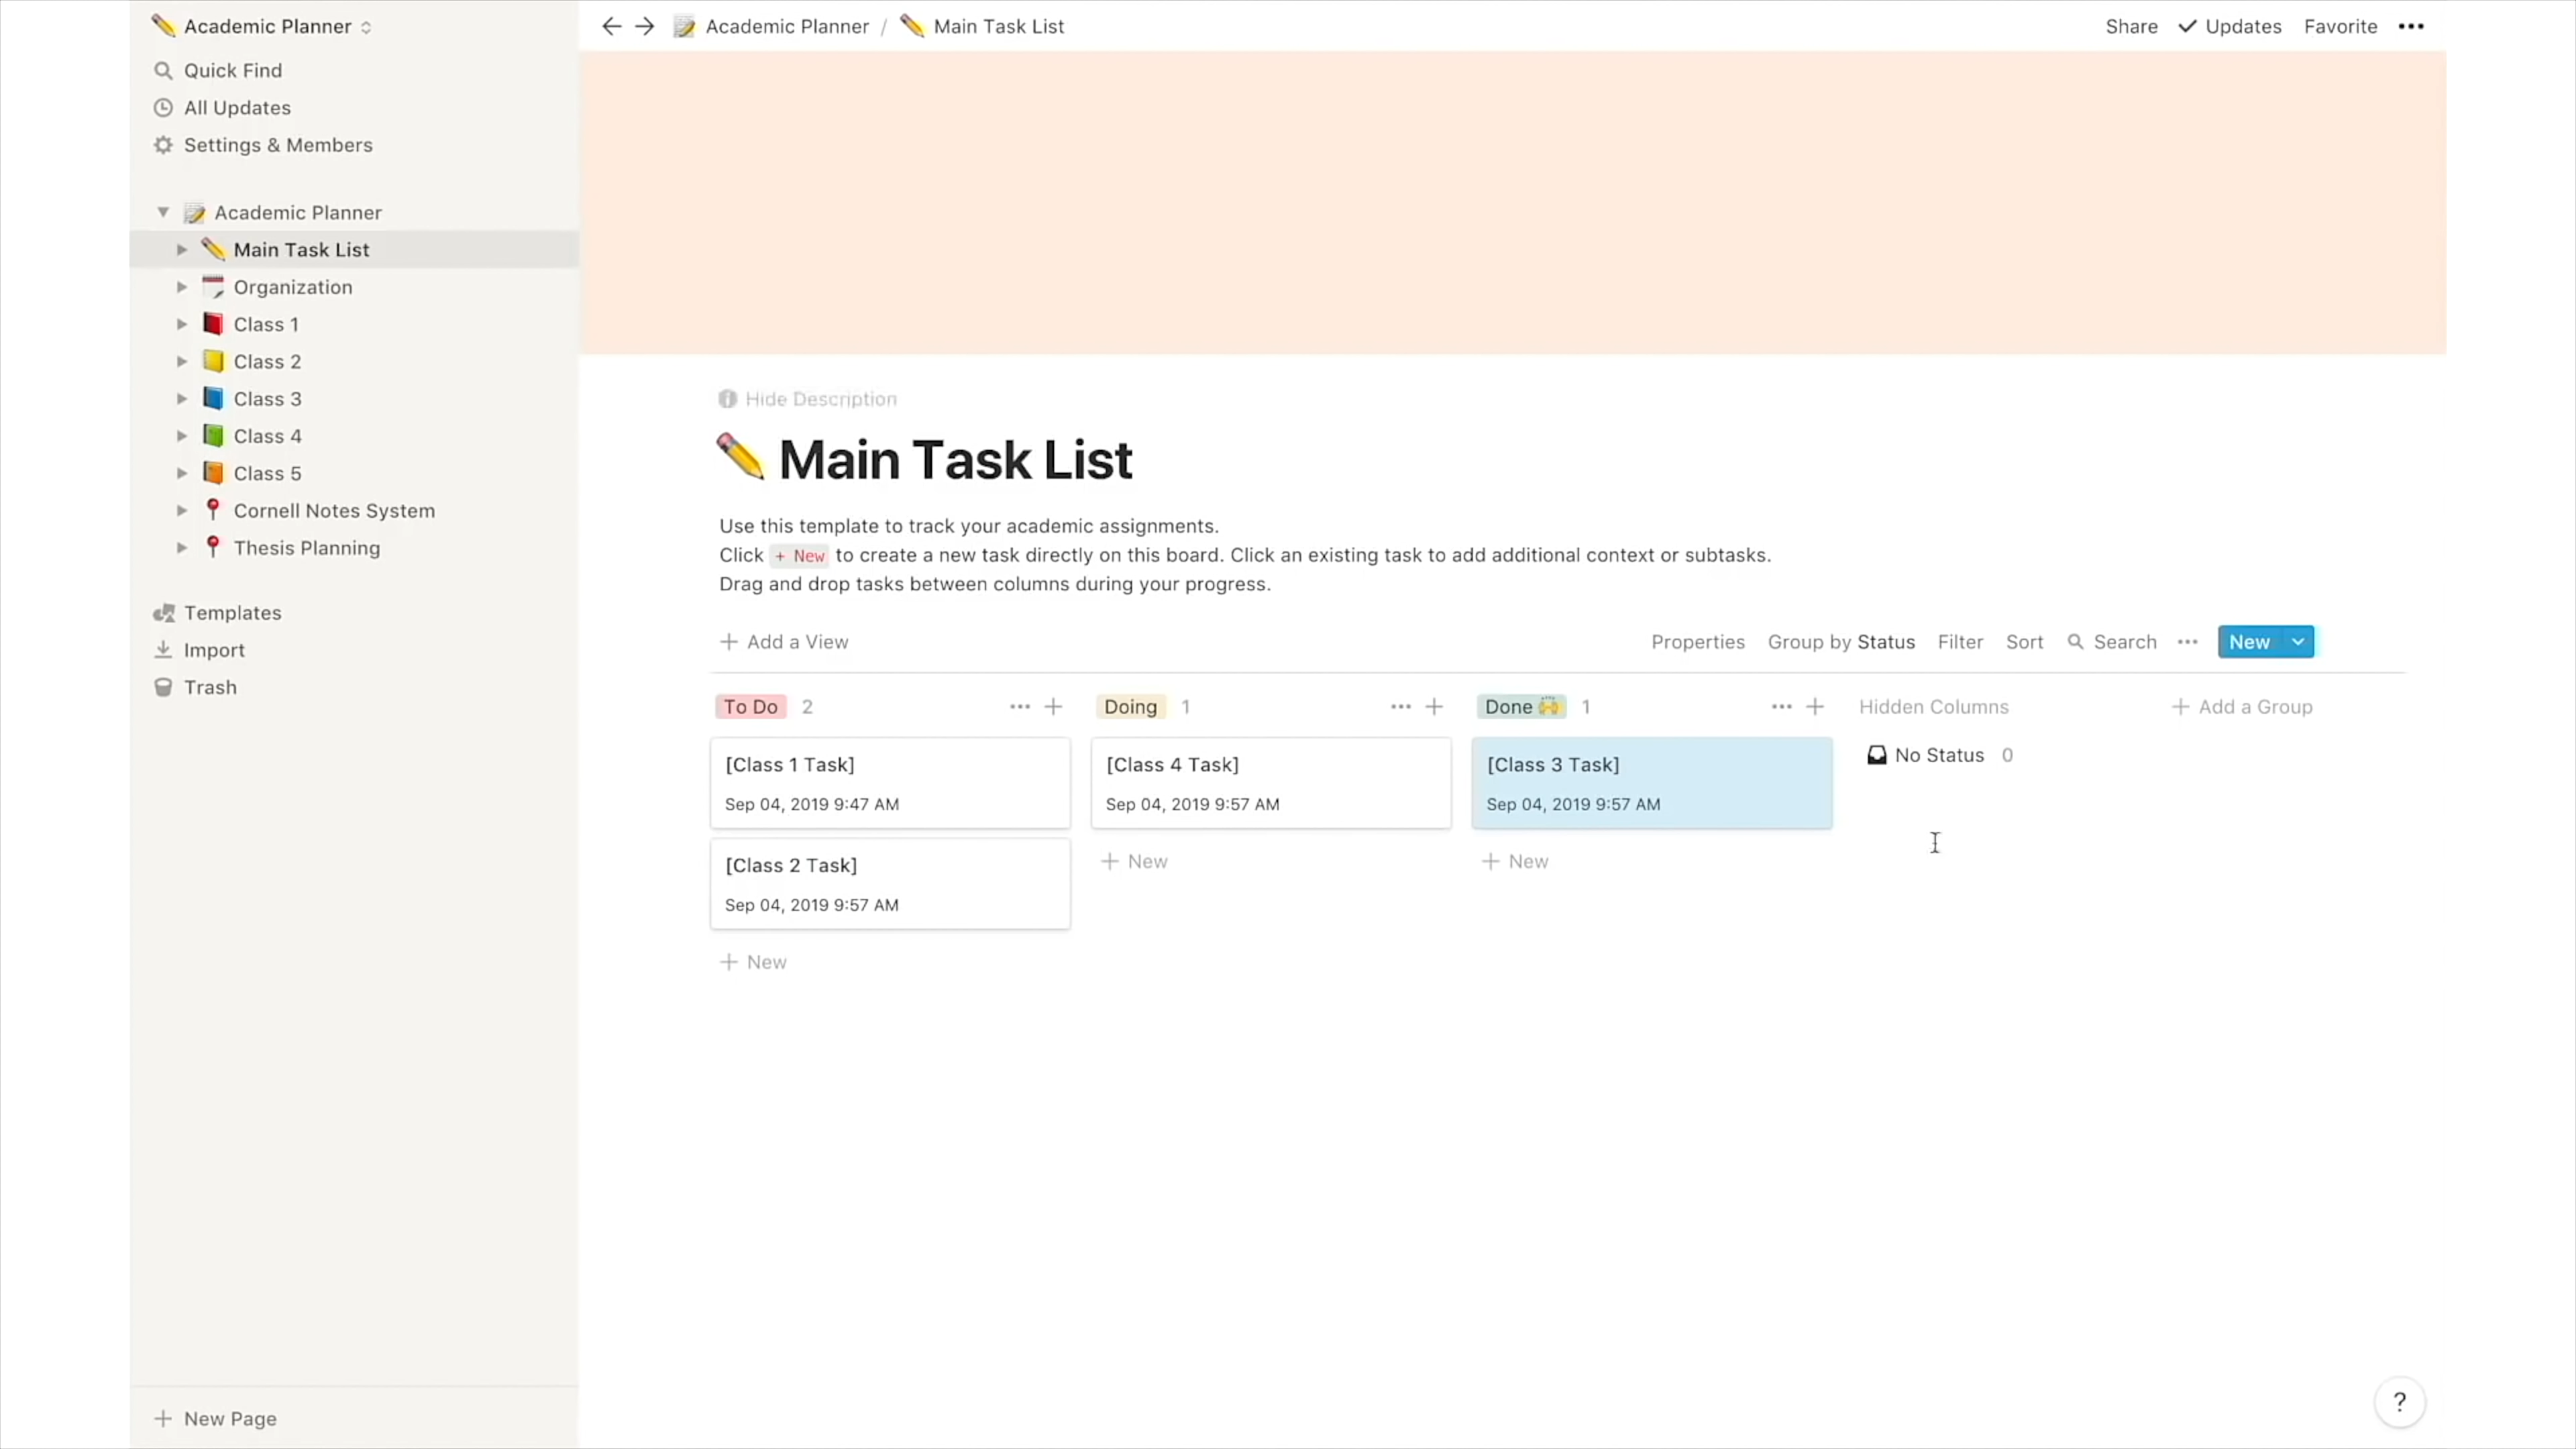 Academic Planner
Quick Find
All Updates
Settings & Members
Academic Planner
Main Task List
Organization
Class 1
Class 2
Class 3
Class 4
Class 5
Cornell Notes System
Thesis Planning
Templates
Import
Trash
+ New Page
Academic Planner / Main Task List
Share Updates Favorite •••
Hide Description
Main Task List
Use this template to track your academic assignments.
Click + New to create a new task directly on this board. Click an existing task to add additional context or subtasks.
Drag and drop tasks between columns during your progress.
+ Add a View
Properties Group by Status Filter Sort Search ••• New
To Do 2 ••• +
Doing 1 ••• +
Done 1 ••• +
Hidden Columns
+ Add a Group
[Class 1 Task]
Sep 04, 2019 9:47 AM
[Class 2 Task]
Sep 04, 2019 9:57 AM
+ New
[Class 4 Task]
Sep 04, 2019 9:57 AM
+ New
[Class 3 Task]
Sep 04, 2019 9:57 AM
+ New
No Status 0
?